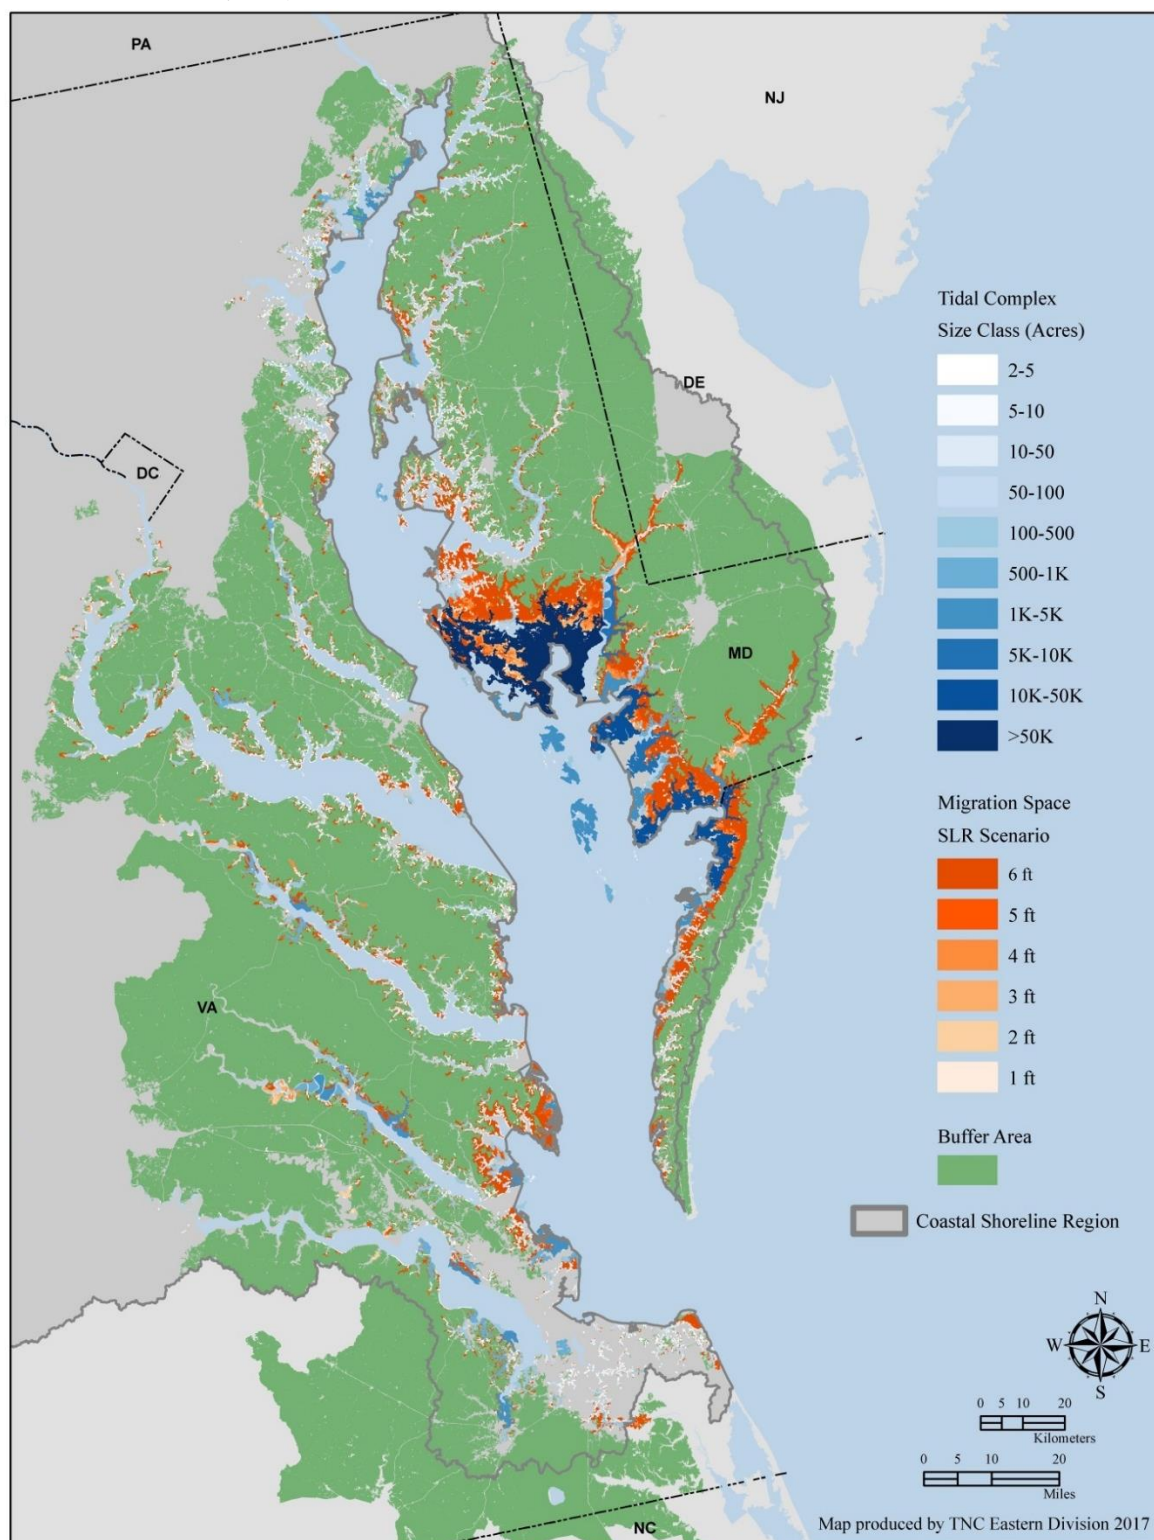 PA
NJ
DE
DC
MD
VA
NC
Tidal Complex
Size Class (Acres)
2-5
5-10
10-50
50-100
100-500
500-1K
1K-5K
5K-10K
10K-50K
>50K
Migration Space
SLR Scenario
6 ft
5 ft
4 ft
3 ft
2 ft
1 ft
Buffer Area
Coastal Shoreline Region
N
W E
S
0 5 10 20
Kilometers
0 5 10 20
Miles
Map produced by TNC Eastern Division 2017